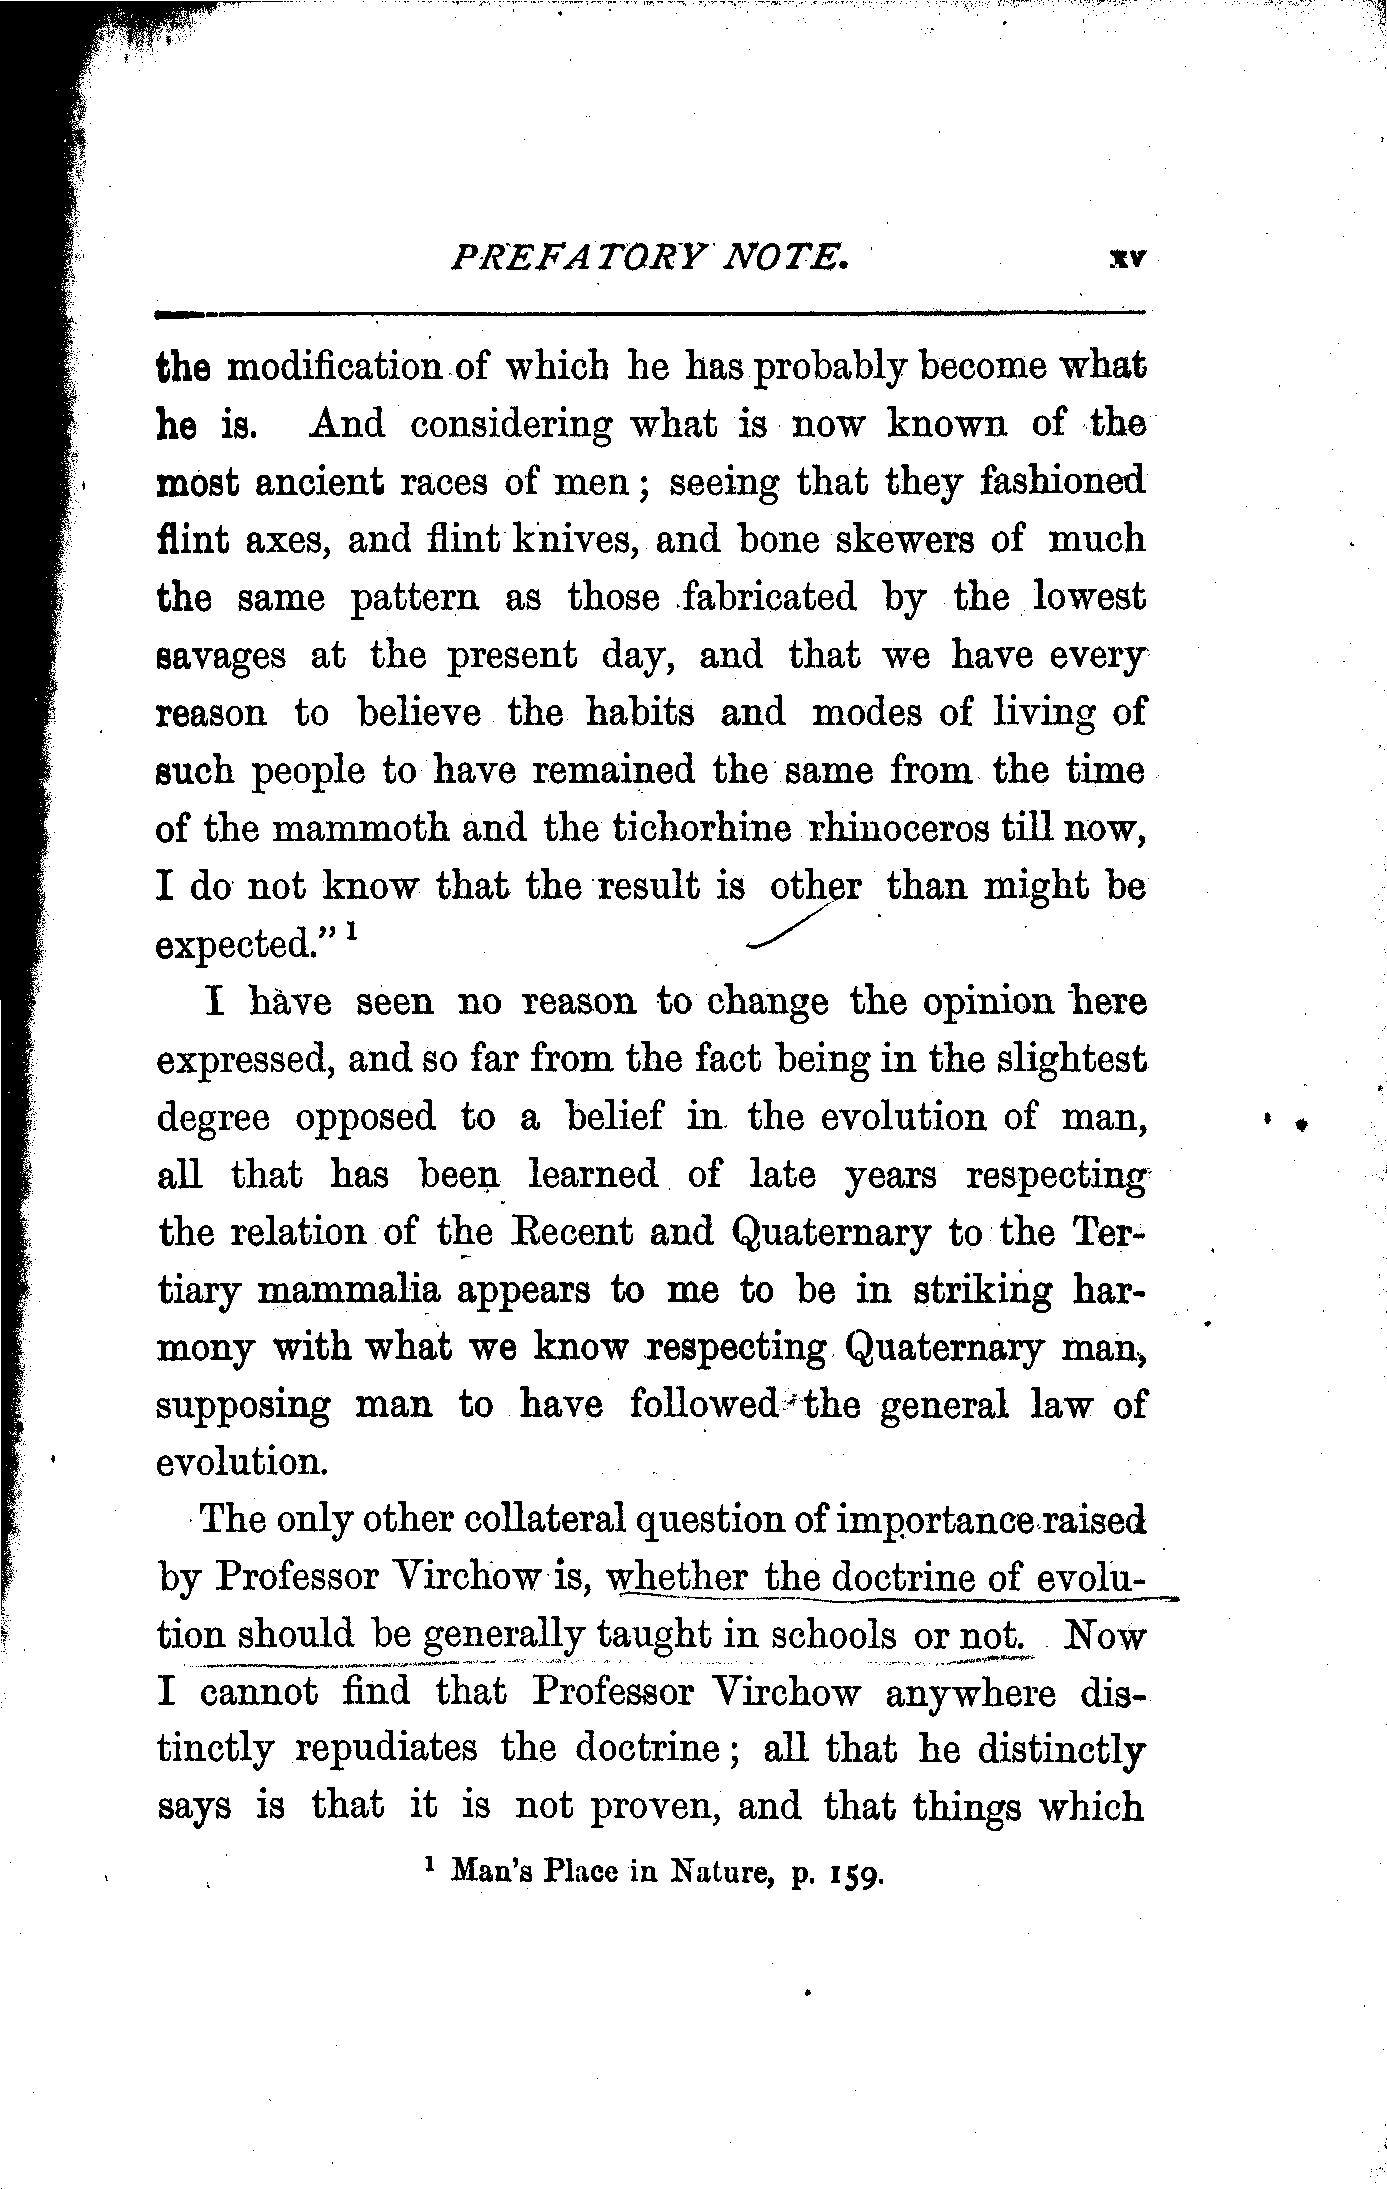 PREFATORY NOTE. xv
the modification of which he has probably become what
he is. And considering what is now known of the
most ancient races of men; seeing that they fashioned
flint axes, and flint knives, and bone skewers of much
the same pattern as those fabricated by the lowest
savages at the present day, and that we have every
reason to believe the habits and modes of living of
such people to have remained the same from the time
of the mammoth and the tichorhine rhinoceros till now,
I do not know that the result is other than might be
expected." ¹
I have seen no reason to change the opinion here
expressed, and so far from the fact being in the slightest
degree opposed to a belief in the evolution of man,
all that has been learned of late years respecting
the relation of the Recent and Quaternary to the Ter-
tiary mammalia appears to me to be in striking har-
mony with what we know respecting Quaternary man,
supposing man to have followed the general law of
evolution.
The only other collateral question of importance raised
by Professor Virchow is, whether the doctrine of evolu-
tion should be generally taught in schools or not. Now
I cannot find that Professor Virchow anywhere dis-
tinctly repudiates the doctrine; all that he distinctly
says is that it is not proven, and that things which
¹ Man's Place in Nature, p. 159.